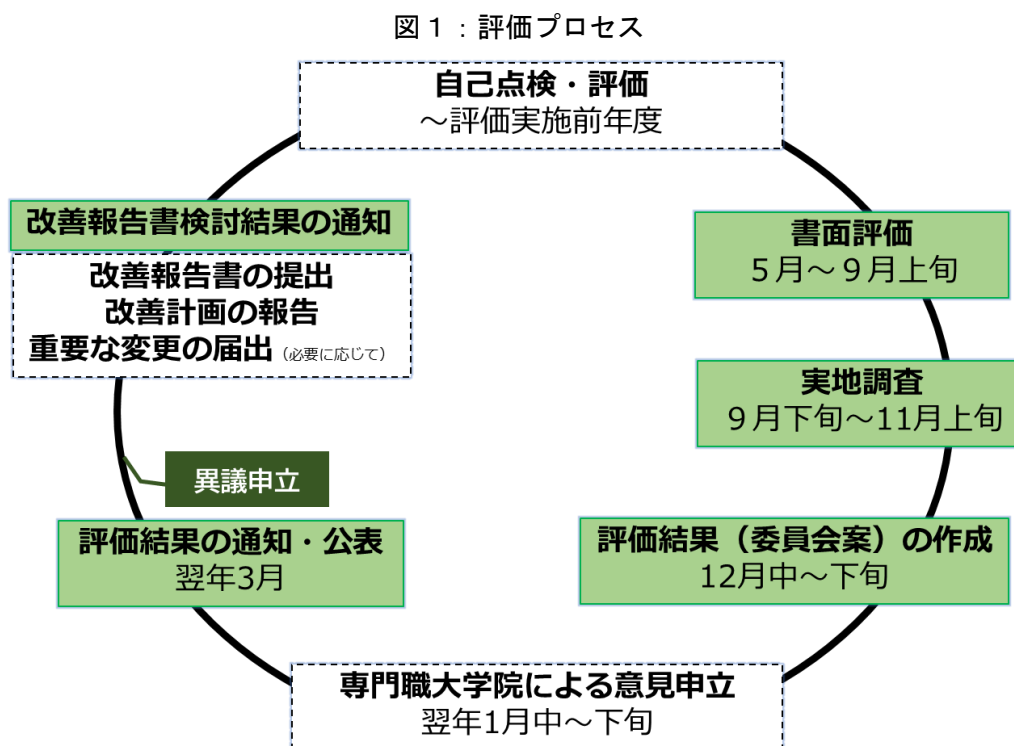 図１：評価プロセス
自己点検・評価
～評価実施前年度
改善報告書検討結果の通知
改善報告書の提出
改善計画の報告
重要な変更の届出（必要に応じて）
書面評価
５月～９月上旬
実地調査
９月下旬～11月上旬
異議申立
評価結果の通知・公表
翌年3月
評価結果（委員会案）の作成
12月中～下旬
専門職大学院による意見申立
翌年1月中～下旬